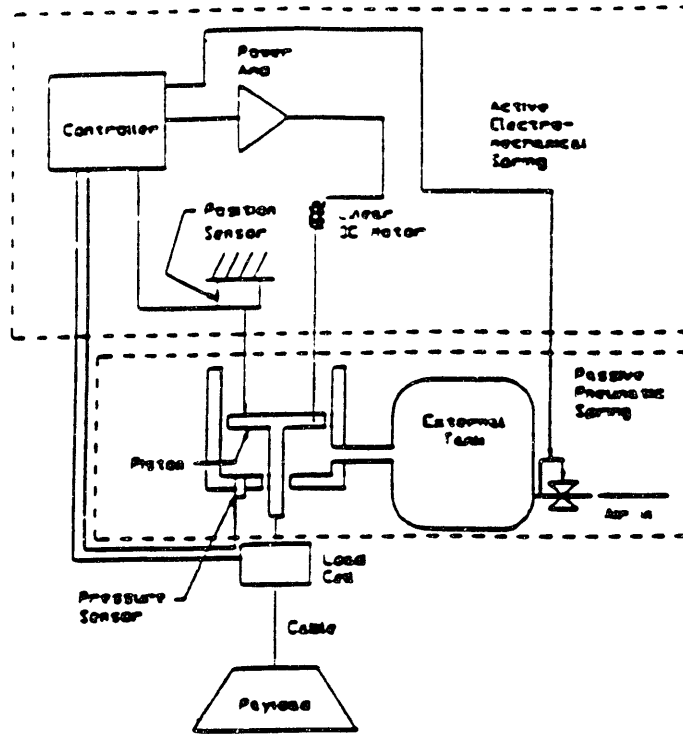 Power
Amp
Controller
Active
Electro-
mechanical
Spring
Position
Sensor
Linear
DC Motor
Passive
Pneumatic
Spring
External
Tank
Piston
Air in
Load
Cell
Pressure
Sensor
Cable
Payload